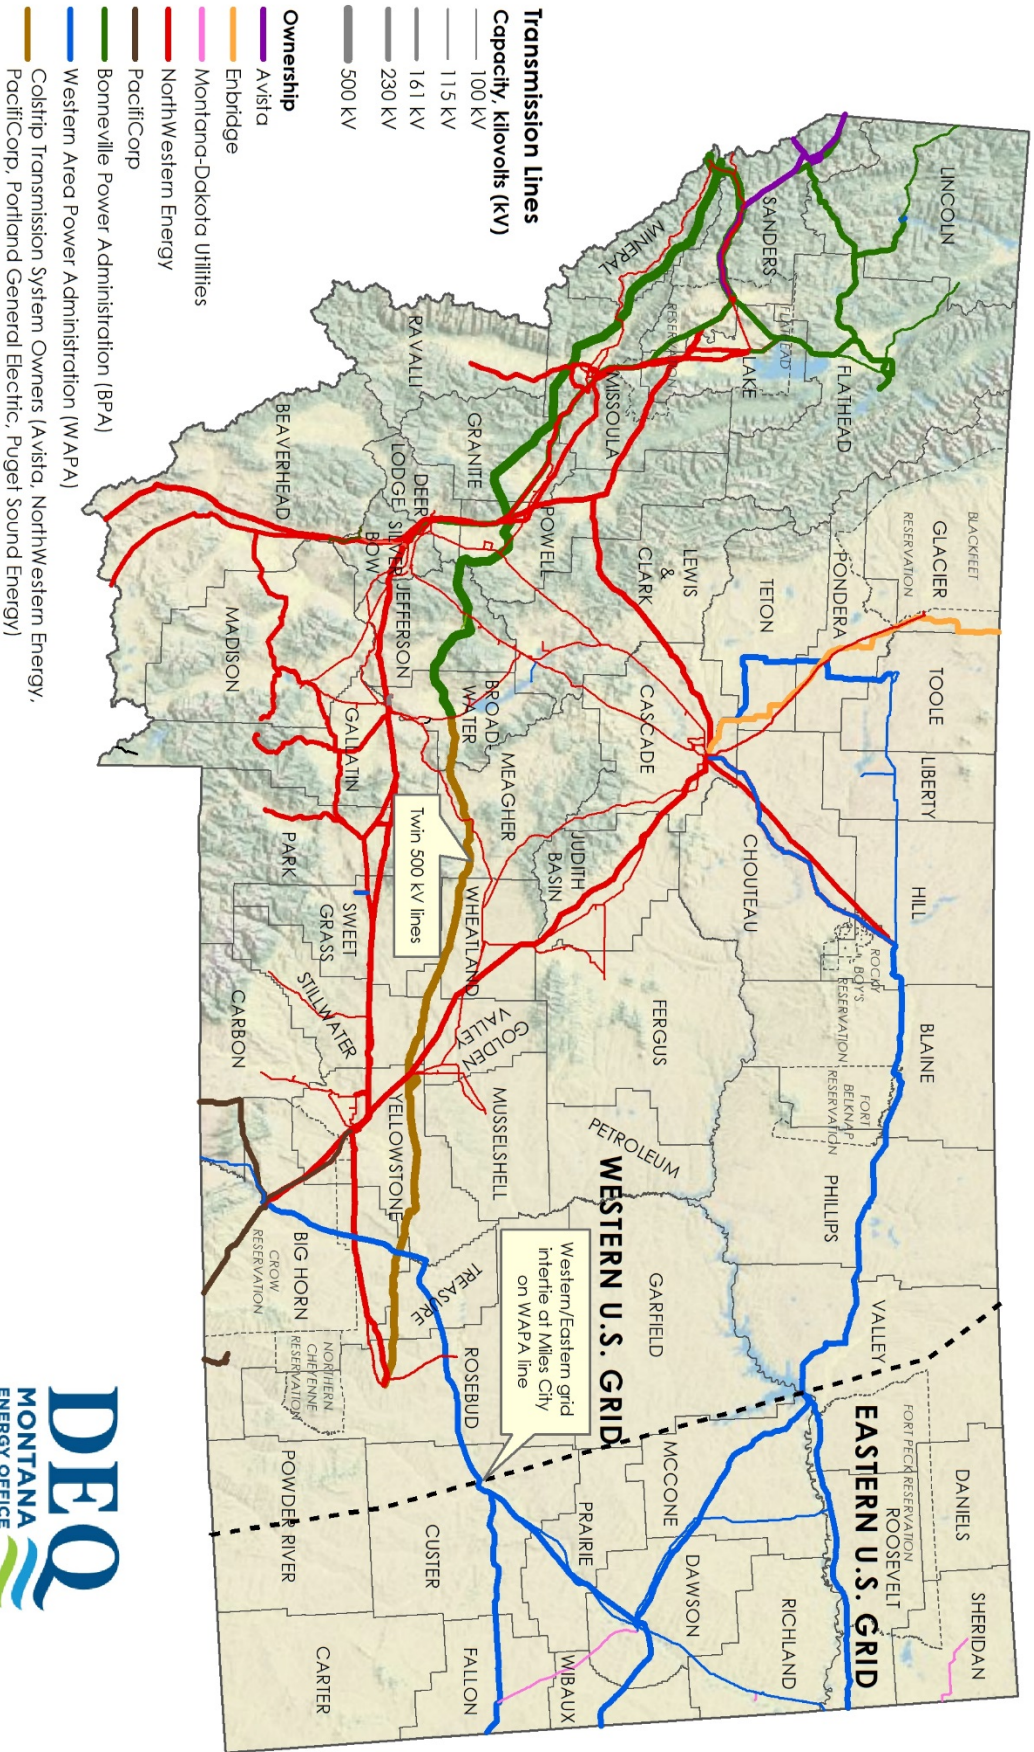 Transmission Lines
Capacity, kilovolts (kV)
100 kV
115 kV
161 kV
230 kV
500 kV
Ownership
Avista
Enbridge
Montana-Dakota Utilities
NorthWestern Energy
PacifiCorp
Bonneville Power Administration (BPA)
Western Area Power Administration (WAPA)
Colstrip Transmission System Owners (Avista, NorthWestern Energy,
PacifiCorp, Portland General Electric, Puget Sound Energy)
LINCOLN
FLATHEAD
SANDERS
LAKE
FLATHEAD
RESERVATION
MINERAL
MISSOULA
RAVALLI
GRANITE
POWELL
DEER
LODGE
SILVER
BOW
BEAVERHEAD
MADISON
JEFFERSON
BROAD
WATER
GALLATIN
PARK
MEAGHER
LEWIS
&
CLARK
CASCADE
TETON
PONDERA
GLACIER
BLACKFEET
RESERVATION
TOOLE
LIBERTY
HILL
CHOUTEAU
JUDITH
BASIN
FERGUS
WHEATLAND
SWEET
GRASS
STILLWATER
CARBON
GOLDEN
VALLEY
MUSSELSHELL
YELLOWSTONE
BIG HORN
CROW
RESERVATION
TREASURE
ROSEBUD
NORTHERN
CHEYENNE
RESERVATION
POWDER RIVER
CUSTER
CARTER
FALLON
WIBAUX
PRAIRIE
DAWSON
RICHLAND
MCCONE
GARFIELD
PETROLEUM
PHILLIPS
BLAINE
ROCKY
BOY'S
RESERVATION
FORT
BELKNAP
RESERVATION
VALLEY
DANIELS
SHERIDAN
ROOSEVELT
FORT PECK RESERVATION
WESTERN U.S. GRID
EASTERN U.S. GRID
Twin 500 kV lines
Western/Eastern grid
intertie at Miles City
on WAPA line
DEQ
MONTANA
ENERGY OFFICE